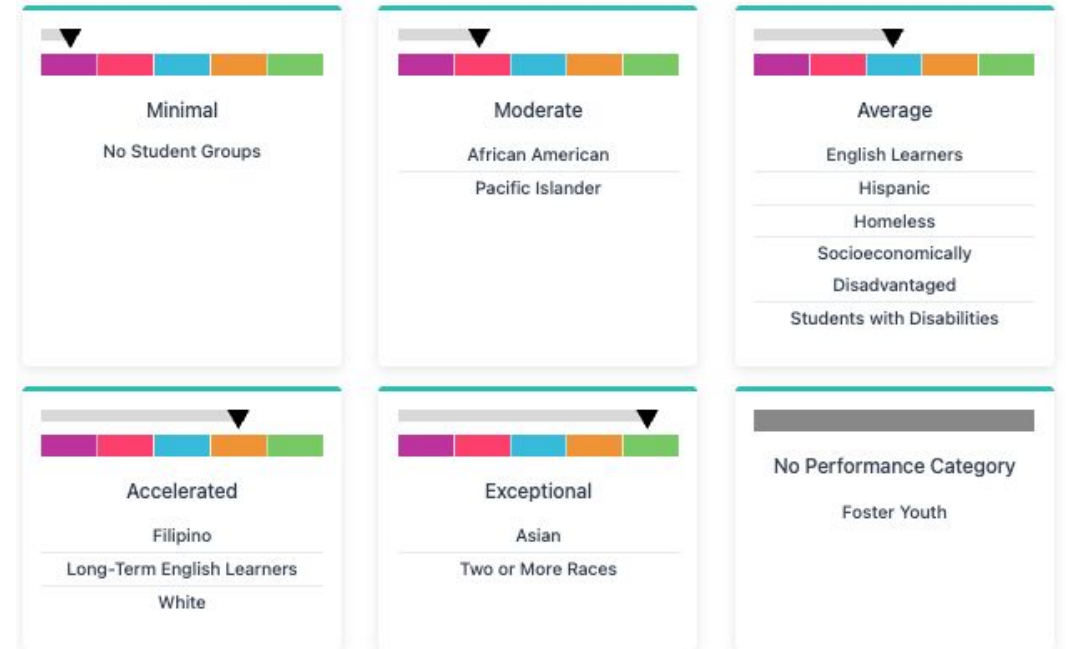 Minimal
No Student Groups
Moderate
African American
Pacific Islander
Average
English Learners
Hispanic
Homeless
Socioeconomically
Disadvantaged
Students with Disabilities
Accelerated
Filipino
Long-Term English Learners
White
Exceptional
Asian
Two or More Races
No Performance Category
Foster Youth